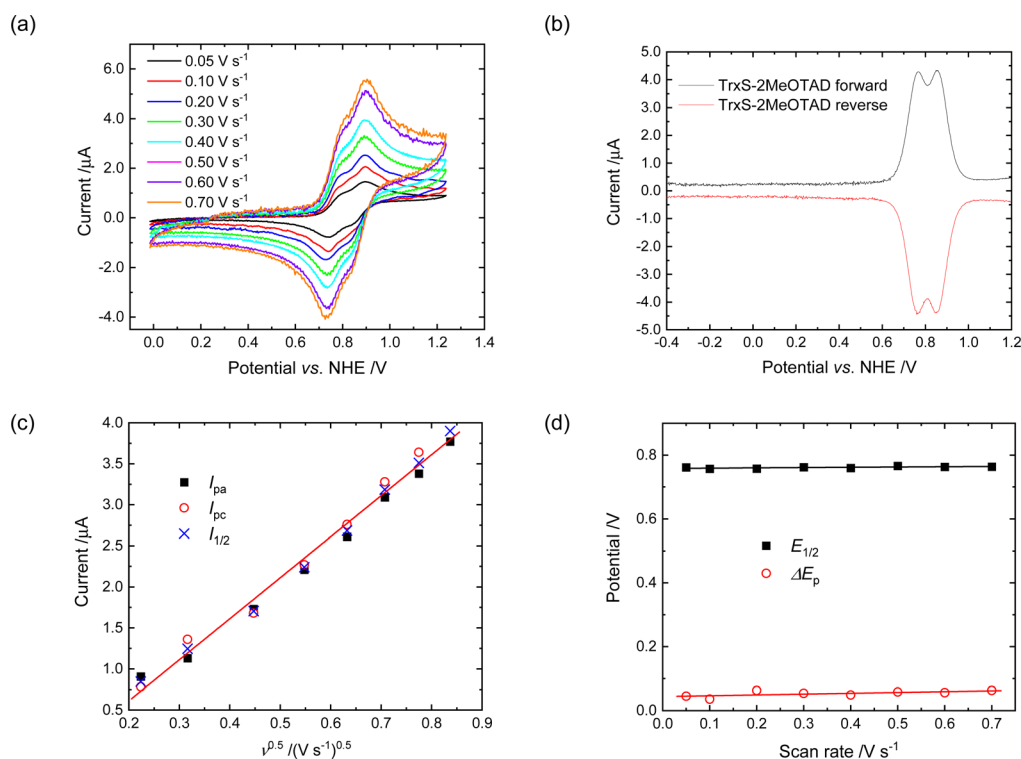 (a)
0.05 V s⁻¹
0.10 V s⁻¹
0.20 V s⁻¹
0.30 V s⁻¹
0.40 V s⁻¹
0.50 V s⁻¹
0.60 V s⁻¹
0.70 V s⁻¹
6.0
4.0
2.0
0.0
-2.0
-4.0
Current /µA
0.0 0.2 0.4 0.6 0.8 1.0 1.2 1.4
Potential vs. NHE /V
(b)
TrxS-2MeOTAD forward
TrxS-2MeOTAD reverse
5.0
4.0
3.0
2.0
1.0
0.0
-1.0
-2.0
-3.0
-4.0
-5.0
Current /µA
-0.4 -0.2 0.0 0.2 0.4 0.6 0.8 1.0 1.2
Potential vs. NHE /V
(c)
Ipa
Ipc
I1/2
4.0
3.5
3.0
2.5
2.0
1.5
1.0
0.5
Current /µA
0.2 0.3 0.4 0.5 0.6 0.7 0.8 0.9
ν⁰·⁵ /(V s⁻¹)⁰·⁵
(d)
E1/2
ΔEp
0.8
0.6
0.4
0.2
0.0
Potential /V
0.0 0.1 0.2 0.3 0.4 0.5 0.6 0.7
Scan rate /V s⁻¹